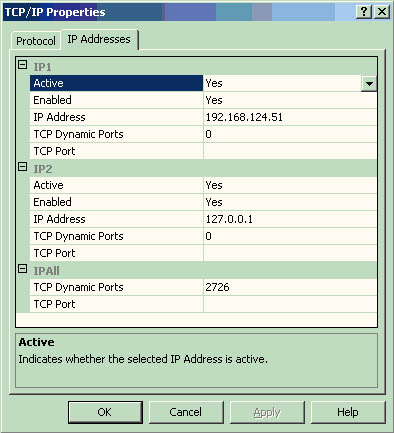 TCP/IP Properties
Protocol IP Addresses
IP1
Active Yes
Enabled Yes
IP Address 192.168.124.51
TCP Dynamic Ports 0
TCP Port
IP2
Active Yes
Enabled Yes
IP Address 127.0.0.1
TCP Dynamic Ports 0
TCP Port
IPAll
TCP Dynamic Ports 2726
TCP Port
Active
Indicates whether the selected IP Address is active.
OK Cancel Apply Help